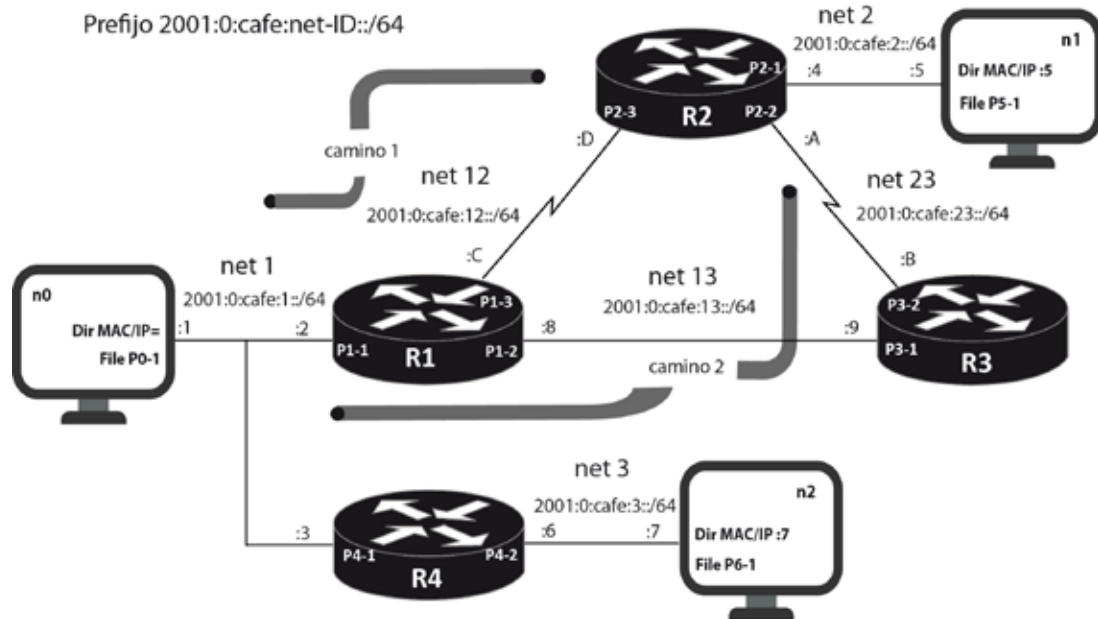 Prefijo 2001:0:cafe:net-ID::/64
net 2
2001:0:cafe:2::/64
n1
Dir MAC/IP :5
File P5-1
:4
:5
P2-1
P2-3
R2
P2-2
:D
:A
camino 1
net 12
2001:0:cafe:12::/64
net 23
2001:0:cafe:23::/64
:C
:B
net 1
2001:0:cafe:1::/64
net 13
2001:0:cafe:13::/64
n0
Dir MAC/IP=
File P0-1
:1
:2
P1-3
P1-1
R1
P1-2
:8
:9
P3-2
P3-1
R3
camino 2
net 3
2001:0:cafe:3::/64
n2
Dir MAC/IP :7
File P6-1
:3
P4-1
R4
P4-2
:6
:7